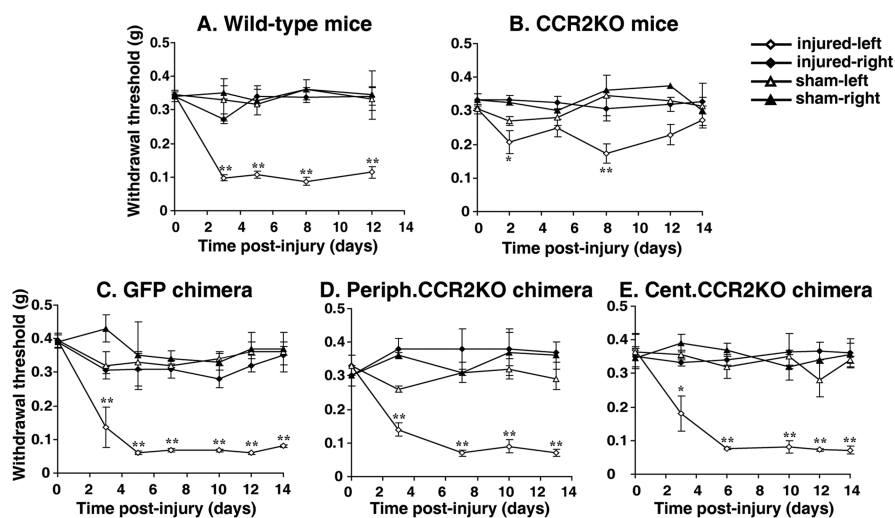 A. Wild-type mice
B. CCR2KO mice
injured-left
injured-right
sham-left
sham-right
Withdrawal threshold (g)
0.5
0.4
0.3
0.2
0.1
0
** ** ** **
0 2 4 6 8 10 12 14
Time post-injury (days)
0.5
0.4
0.3
0.2
0.1
0
* **
0 2 4 6 8 10 12 14
Time post-injury (days)
C. GFP chimera
D. Periph.CCR2KO chimera
E. Cent.CCR2KO chimera
Withdrawal threshold (g)
0.5
0.4
0.3
0.2
0.1
0
** ** ** ** ** **
0 2 4 6 8 10 12 14
Time post-injury (days)
0.5
0.4
0.3
0.2
0.1
0
** ** ** **
0 2 4 6 8 10 12 14
Time post-injury (days)
0.5
0.4
0.3
0.2
0.1
0
* ** ** ** **
0 2 4 6 8 10 12 14
Time post-injury (days)